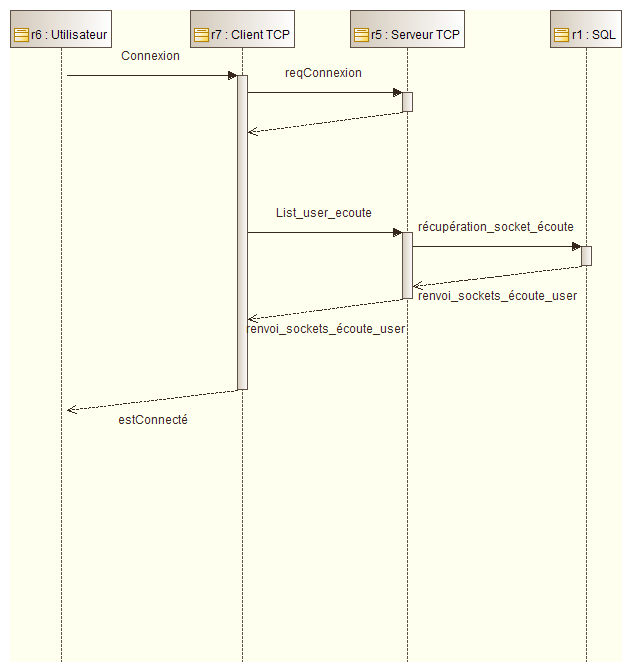 r6 : Utilisateur
r7 : Client TCP
r5 : Serveur TCP
r1 : SQL
Connexion
reqConnexion
List_user_ecoute
récupération_socket_écoute
renvoi_sockets_écoute_user
renvoi_sockets_écoute_user
estConnecté